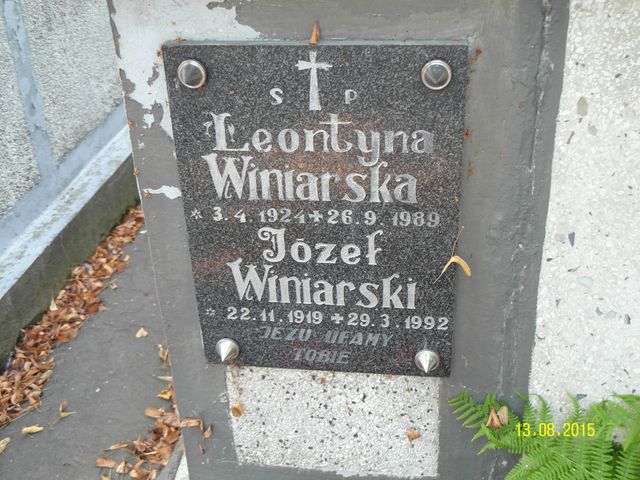 S P
Leontyna
Winiarska
* 3.4.1924 + 26.9.1989
Józef
Winiarski
* 22.11.1919 + 29.3.1992
JEZU UFAMY
TOBIE
13.08.2015